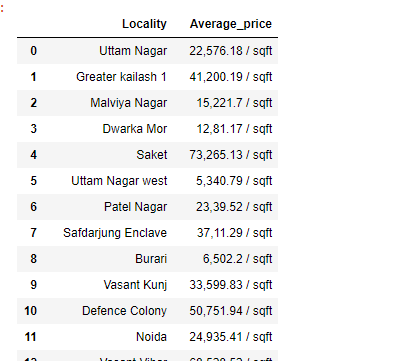 :
Locality Average_price
0 Uttam Nagar 22,576.18 / sqft
1 Greater kailash 1 41,200.19 / sqft
2 Malviya Nagar 15,221.7 / sqft
3 Dwarka Mor 12,81.17 / sqft
4 Saket 73,265.13 / sqft
5 Uttam Nagar west 5,340.79 / sqft
6 Patel Nagar 23,39.52 / sqft
7 Safdarjung Enclave 37,11.29 / sqft
8 Burari 6,502.2 / sqft
9 Vasant Kunj 33,599.83 / sqft
10 Defence Colony 50,751.94 / sqft
11 Noida 24,935.41 / sqft